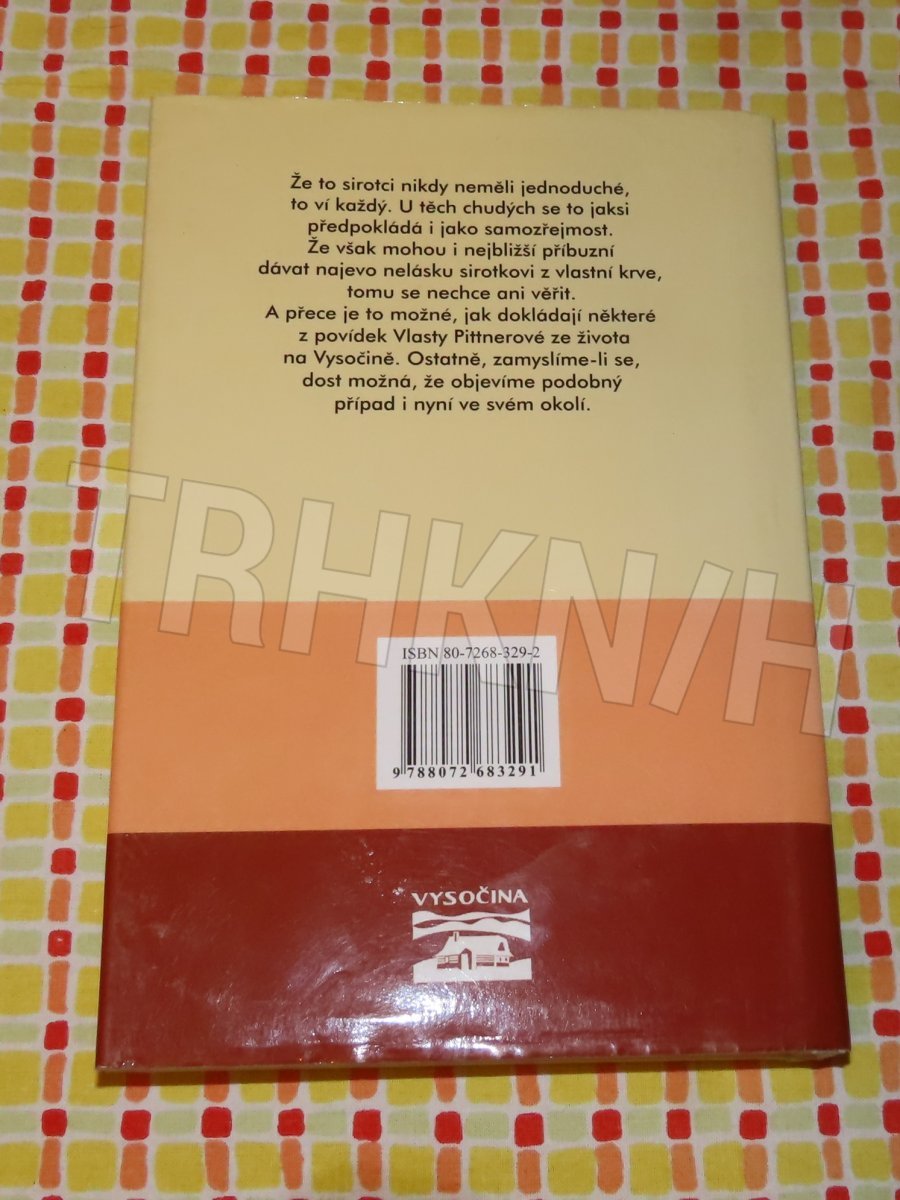 Že to sirotci nikdy neměli jednoduché,
to ví každý. U těch chudých se to jaksi
předpokládá i jako samozřejmost.
Že však mohou i nejbližší příbuzní
dávat najevo nelásku sirotkovi z vlastní krve,
tomu se nechce ani věřit.
A přece je to možné, jak dokládají některé
z povídek Vlasty Pittnerové ze života
na Vysočině. Ostatně, zamyslíme-li se,
dost možná, že objevíme podobný
případ i nyní ve svém okolí.
TRHKN/H
ISBN 80-7268-329-2
9 788072 683291
VYSOČINA